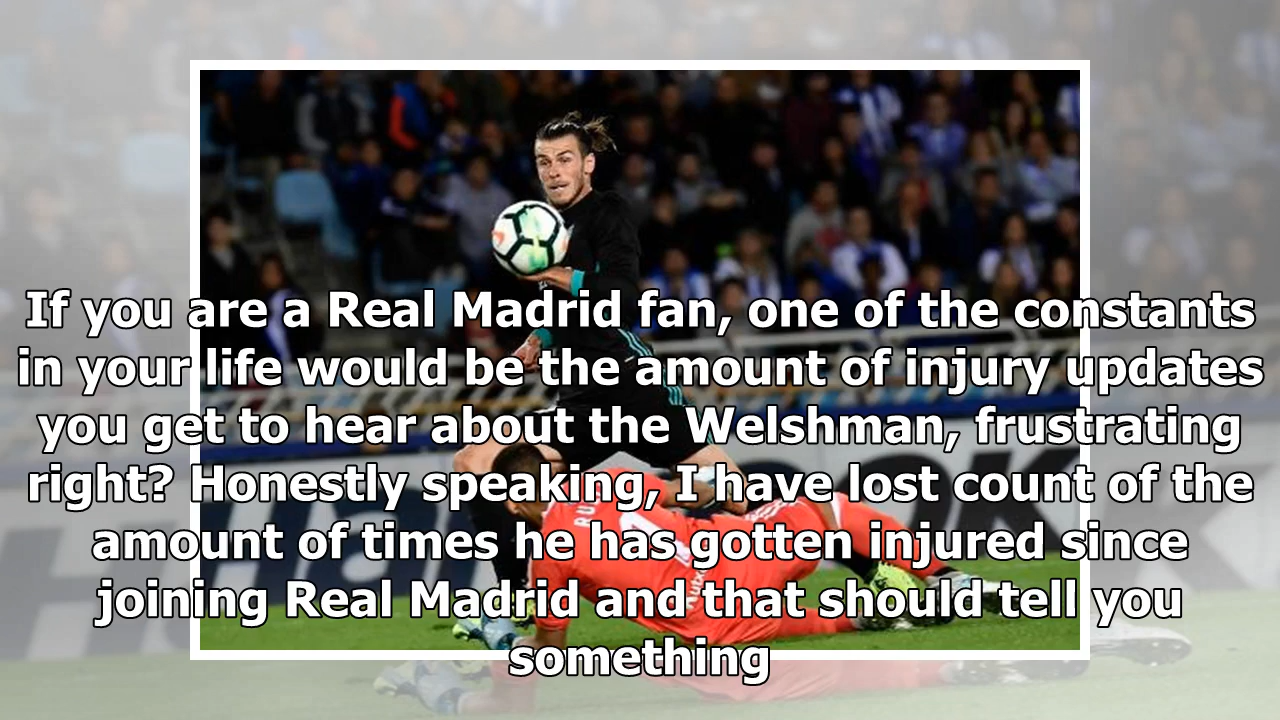 If you are a Real Madrid fan, one of the constants
in your life would be the amount of injury updates
you get to hear about the Welshman, frustrating
right? Honestly speaking, I have lost count of the
amount of times he has gotten injured since
joining Real Madrid and that should tell you
something
1